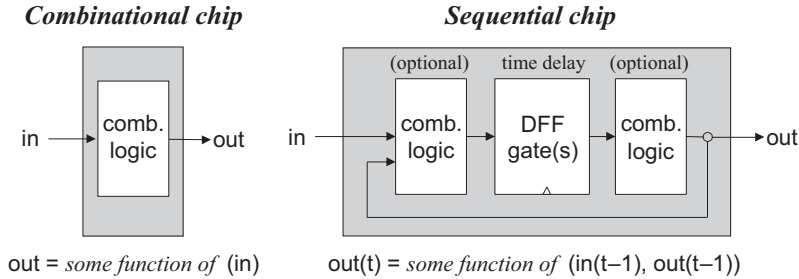 Combinational chip
in
comb.
logic
out
out = some function of (in)
Sequential chip
(optional)
time delay
(optional)
in
comb.
logic
DFF
gate(s)
comb.
logic
out
out(t) = some function of (in(t–1), out(t–1))